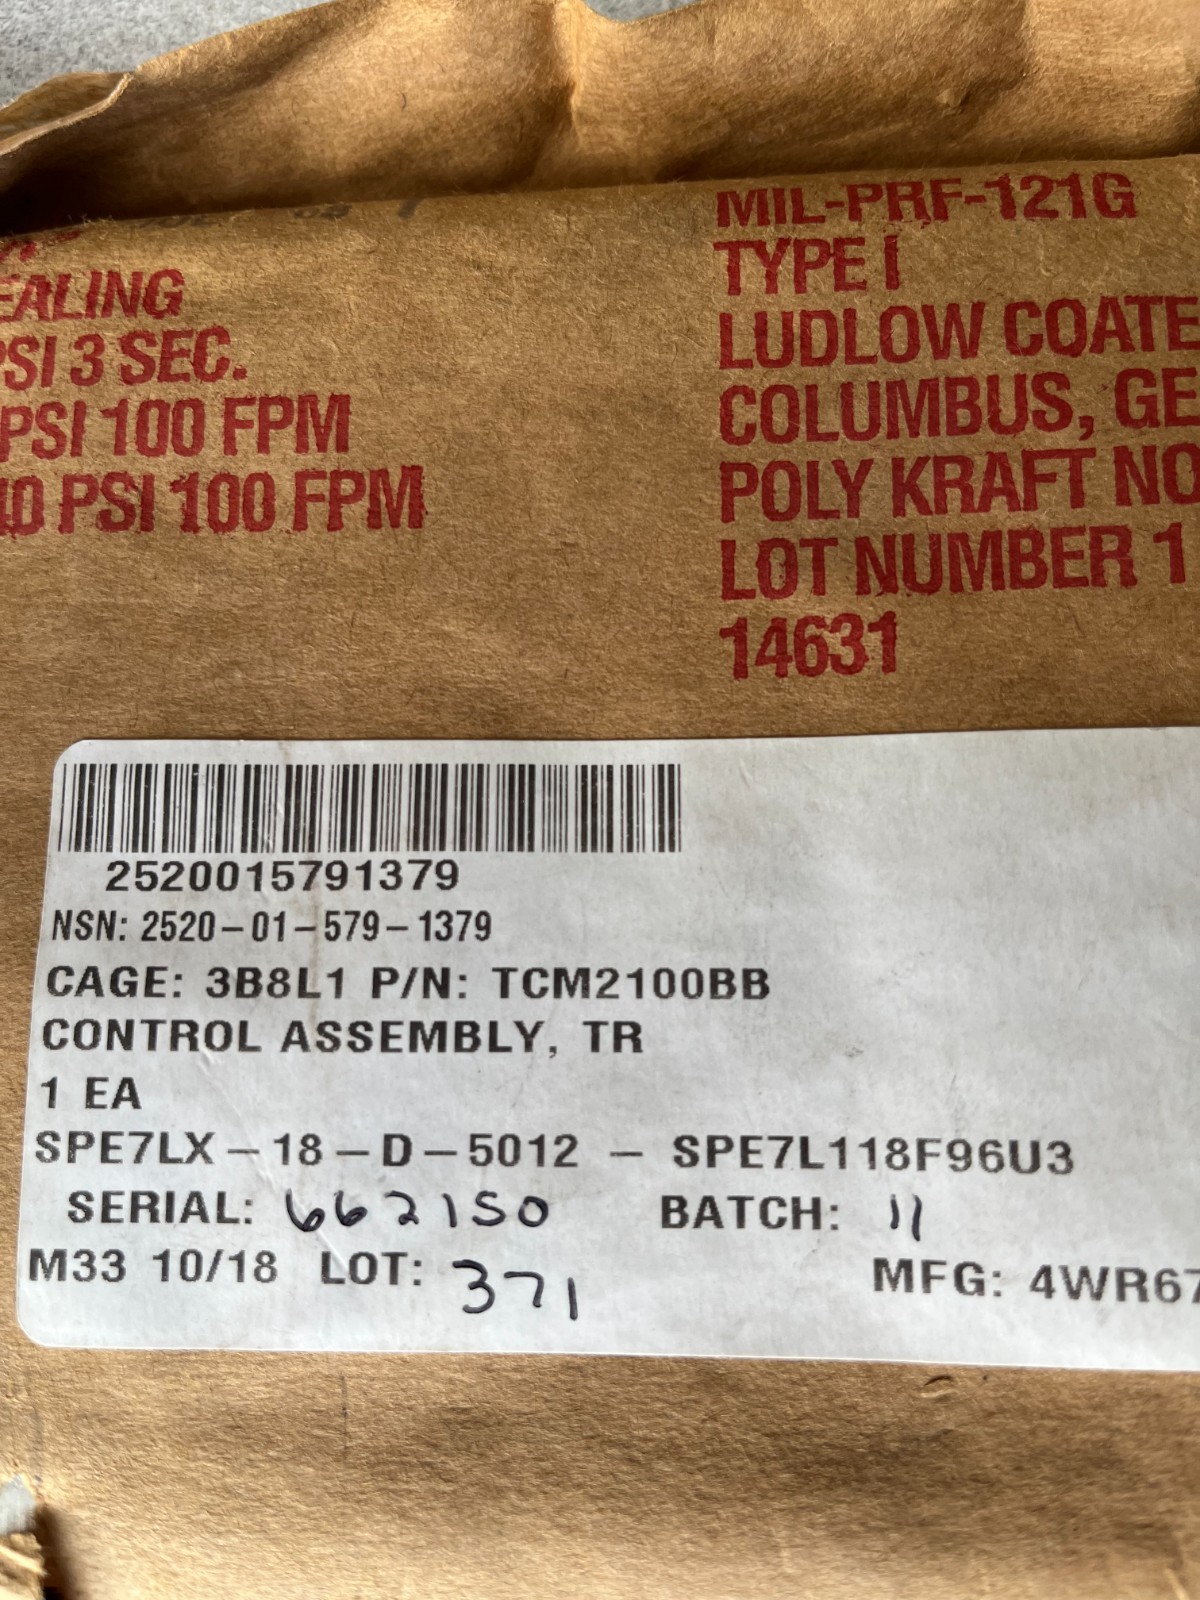 EALING
PSI 3 SEC.
PSI 100 FPM
40 PSI 100 FPM
MIL-PRF-121G
TYPE I
LUDLOW COATE
COLUMBUS, GE
POLY KRAFT NO
LOT NUMBER 1
14631
2520015791379
NSN: 2520-01-579-1379
CAGE: 3B8L1 P/N: TCM2100BB
CONTROL ASSEMBLY, TR
1 EA
SPE7LX-18-D-5012 - SPE7L118F96U3
SERIAL: 662150 BATCH: 11
M33 10/18 LOT: 371 MFG: 4WR67